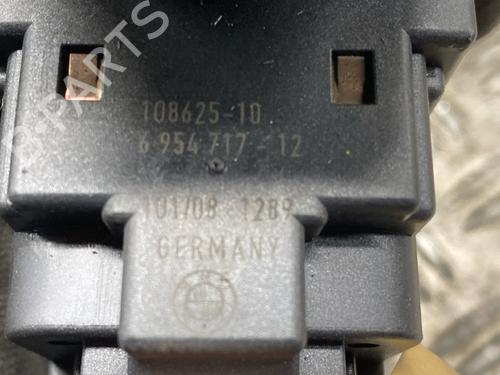 108625-10
6 954 717 - 12
101/08 1289
GERMANY
B-PARTS